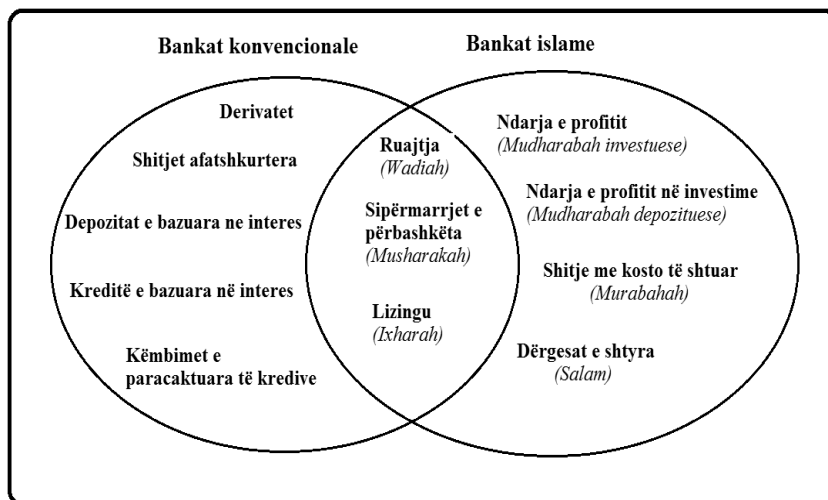 Bankat konvencionale
Bankat islame
Derivatet
Shitjet afatshkurtera
Depozitat e bazuara ne interes
Kreditë e bazuara në interes
Këmbimet e
paracaktuara të kredive
Ruajtja
(Wadiah)
Sipërmarrjet e
përbashkëta
(Musharakah)
Lizingu
(Ixharah)
Ndarja e profitit
(Mudharabah investuese)
Ndarja e profitit në investime
(Mudharabah depozituese)
Shitje me kosto të shtuar
(Murabahah)
Dërgesat e shtyra
(Salam)